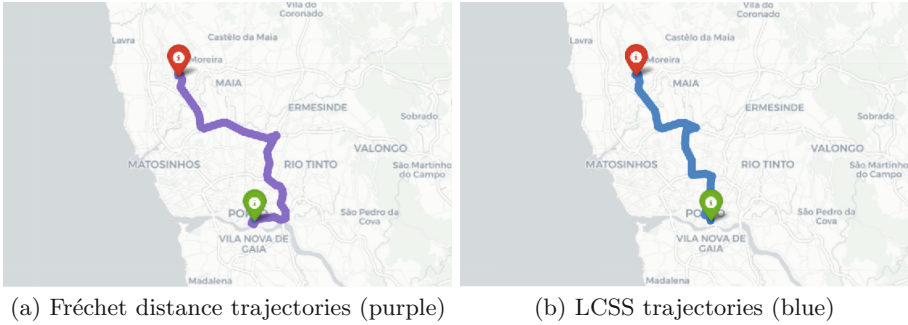 Vila do
Coronado
Lavra
Castêlo da Maia
Moreira
MAIA
ERMESINDE
Sobrado
VALONGO
MATOSINHOS
RIO TINTO
São Martinho
do Campo
São Pedro da
Cova
VILA NOVA DE
GAIA
Madalena
Vila do
Coronado
Lavra
Castêlo da Maia
Moreira
MAIA
ERMESINDE
Sobrado
VALONGO
MATOSINHOS
RIO TINTO
São Martinho
do Campo
São Pedro da
Cova
VILA NOVA DE
GAIA
Madalena
(a) Fréchet distance trajectories (purple)
(b) LCSS trajectories (blue)